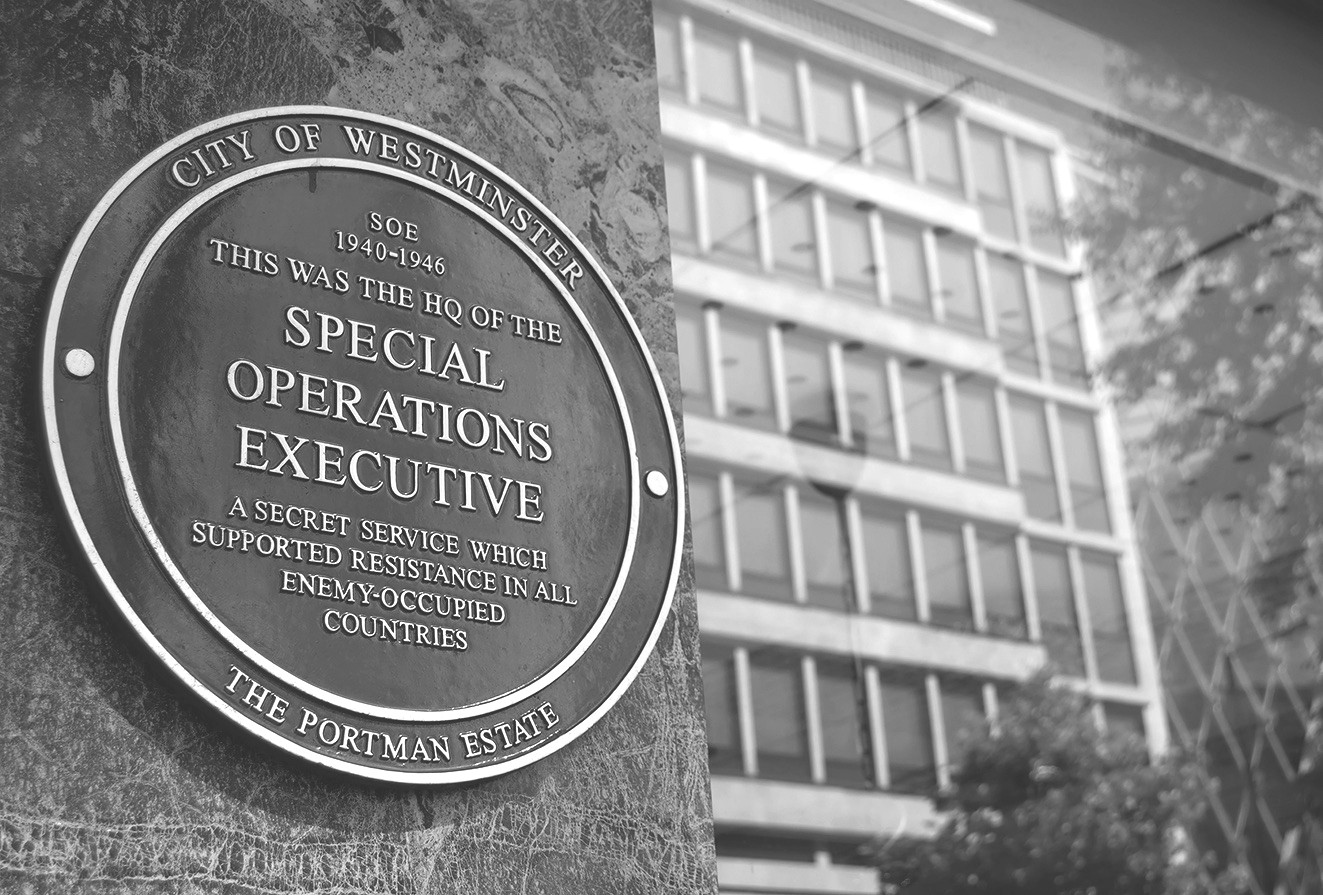 CITY OF WESTMINSTER
SOE
1940-1946
THIS WAS THE HQ OF THE
SPECIAL
OPERATIONS
EXECUTIVE
A SECRET SERVICE WHICH
SUPPORTED RESISTANCE IN ALL
ENEMY-OCCUPIED
COUNTRIES
THE PORTMAN ESTATE